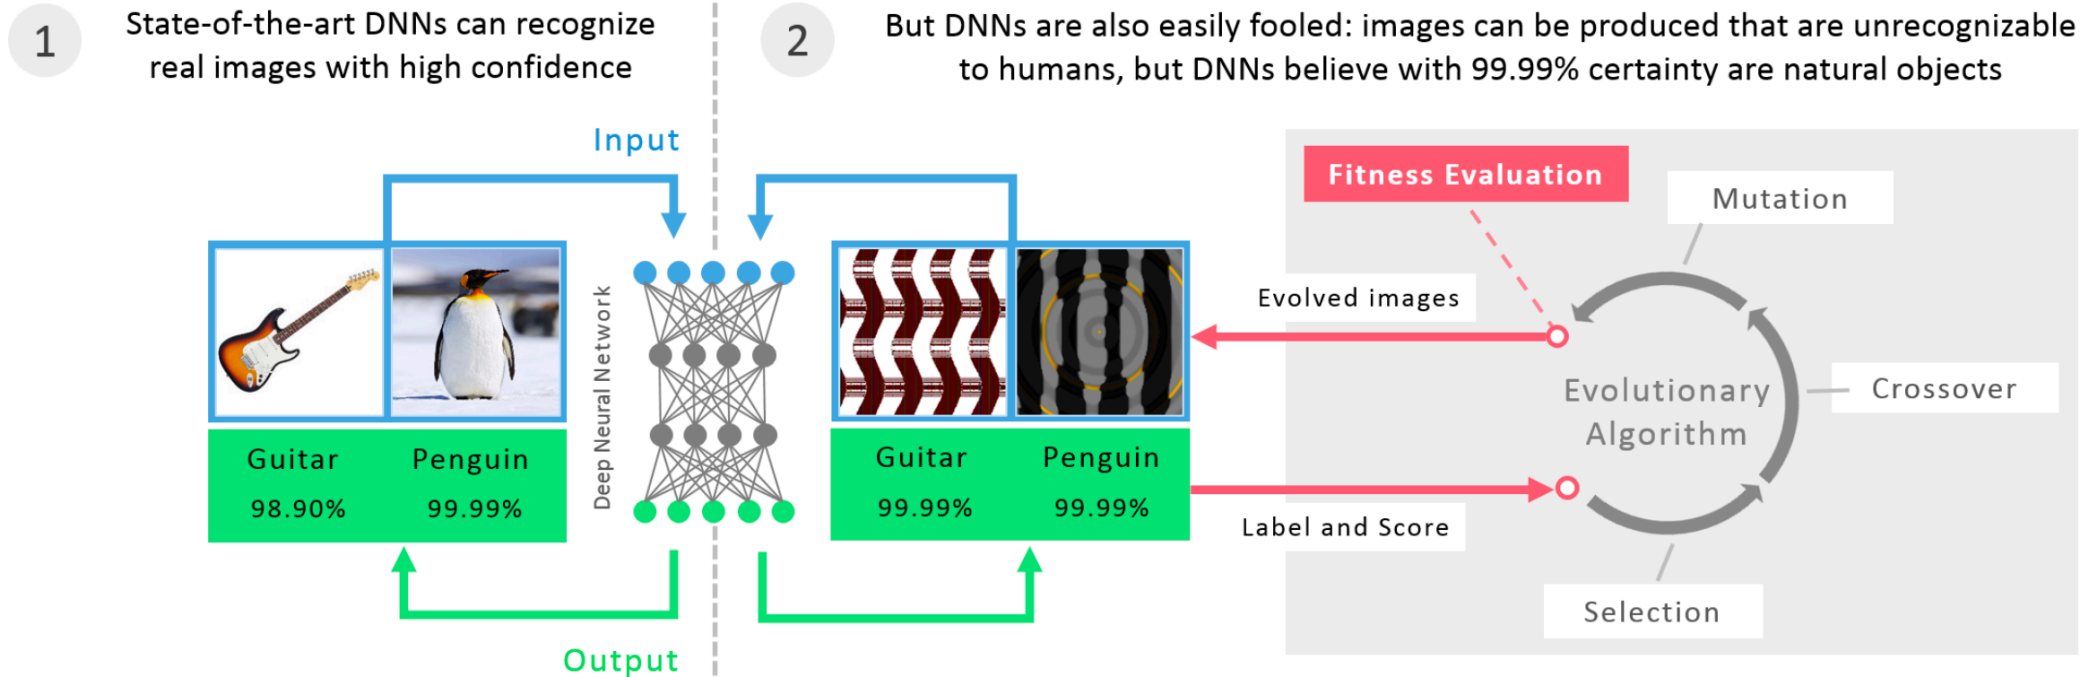 1
State-of-the-art DNNs can recognize
real images with high confidence
2
But DNNs are also easily fooled: images can be produced that are unrecognizable
to humans, but DNNs believe with 99.99% certainty are natural objects
Input
Deep Neural Network
Guitar Penguin
98.90% 99.99%
Output
Guitar Penguin
99.99% 99.99%
Evolved images
Label and Score
Fitness Evaluation
Mutation
Crossover
Evolutionary
Algorithm
Selection